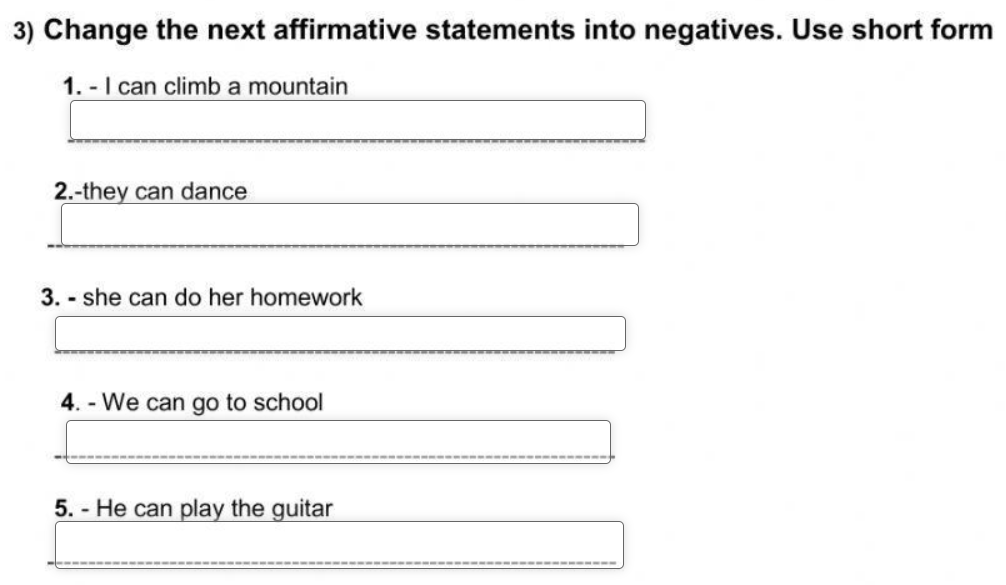 3) Change the next affirmative statements into negatives. Use short form
1. - I can climb a mountain
2.-they can dance
3. - she can do her homework
4. - We can go to school
5. - He can play the guitar